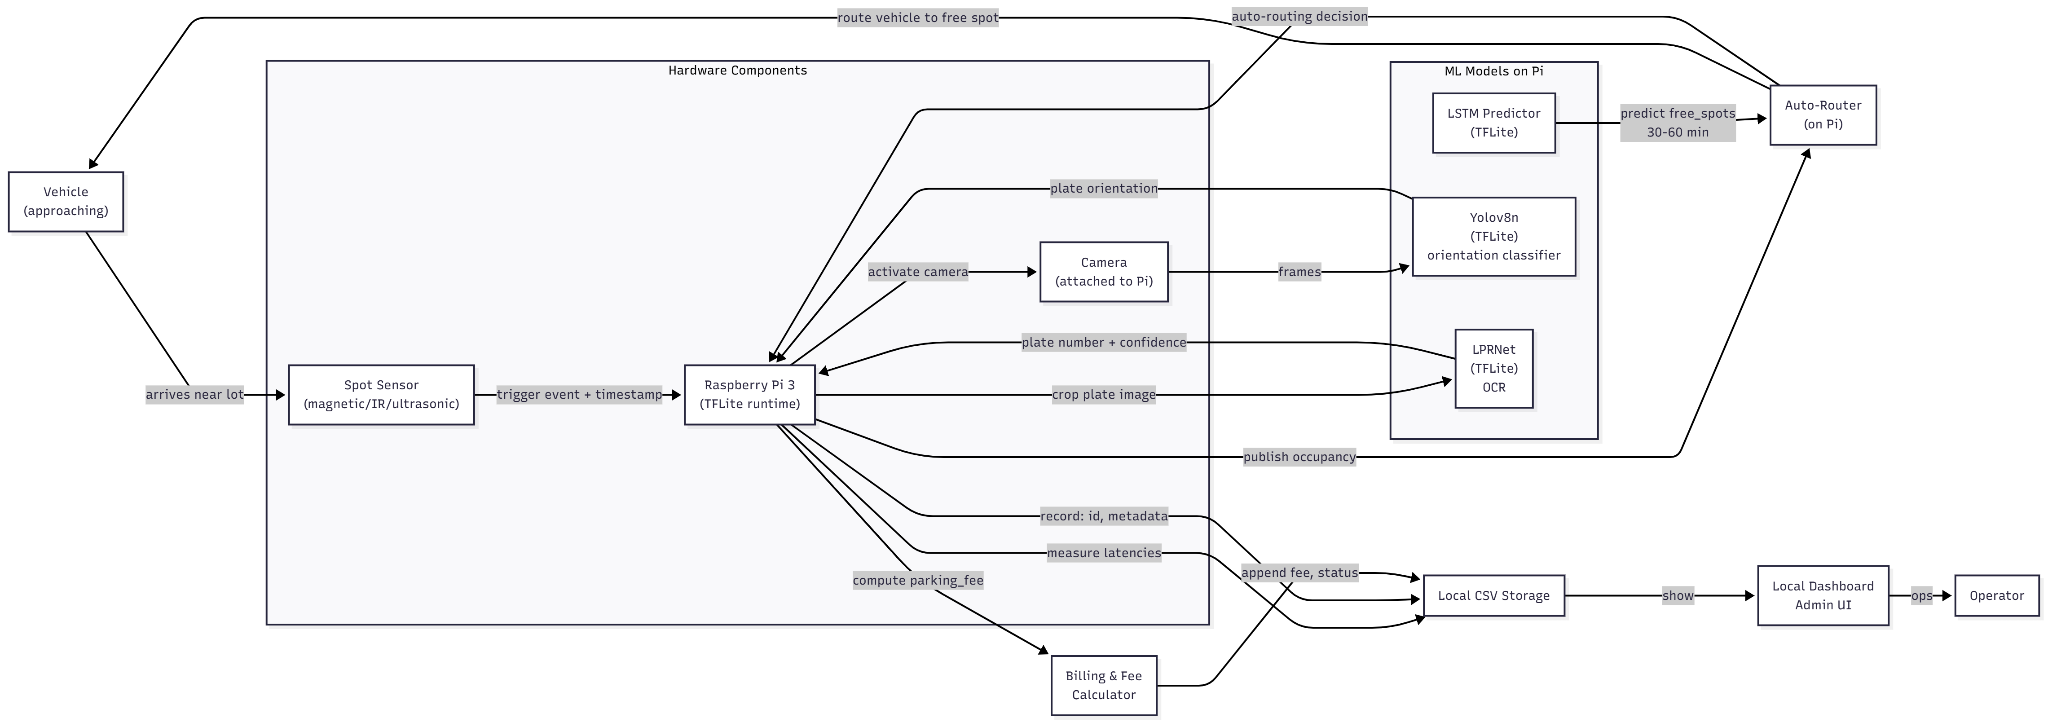 route vehicle to free spot
auto-routing decision
Hardware Components
ML Models on Pi
LSTM Predictor
(TFLite)
predict free_spots
30-60 min
Auto-Router
(on Pi)
Vehicle
(approaching)
plate orientation
Yolov8n
(TFLite)
orientation classifier
activate camera
Camera
(attached to Pi)
frames
plate number + confidence
LPRNet
(TFLite)
OCR
arrives near lot
Spot Sensor
(magnetic/IR/ultrasonic)
trigger event + timestamp
Raspberry Pi 3
(TFLite runtime)
crop plate image
publish occupancy
record: id, metadata
measure latencies
compute parking_fee
append fee, status
Local CSV Storage
show
Local Dashboard
Admin UI
ops
Operator
Billing & Fee
Calculator